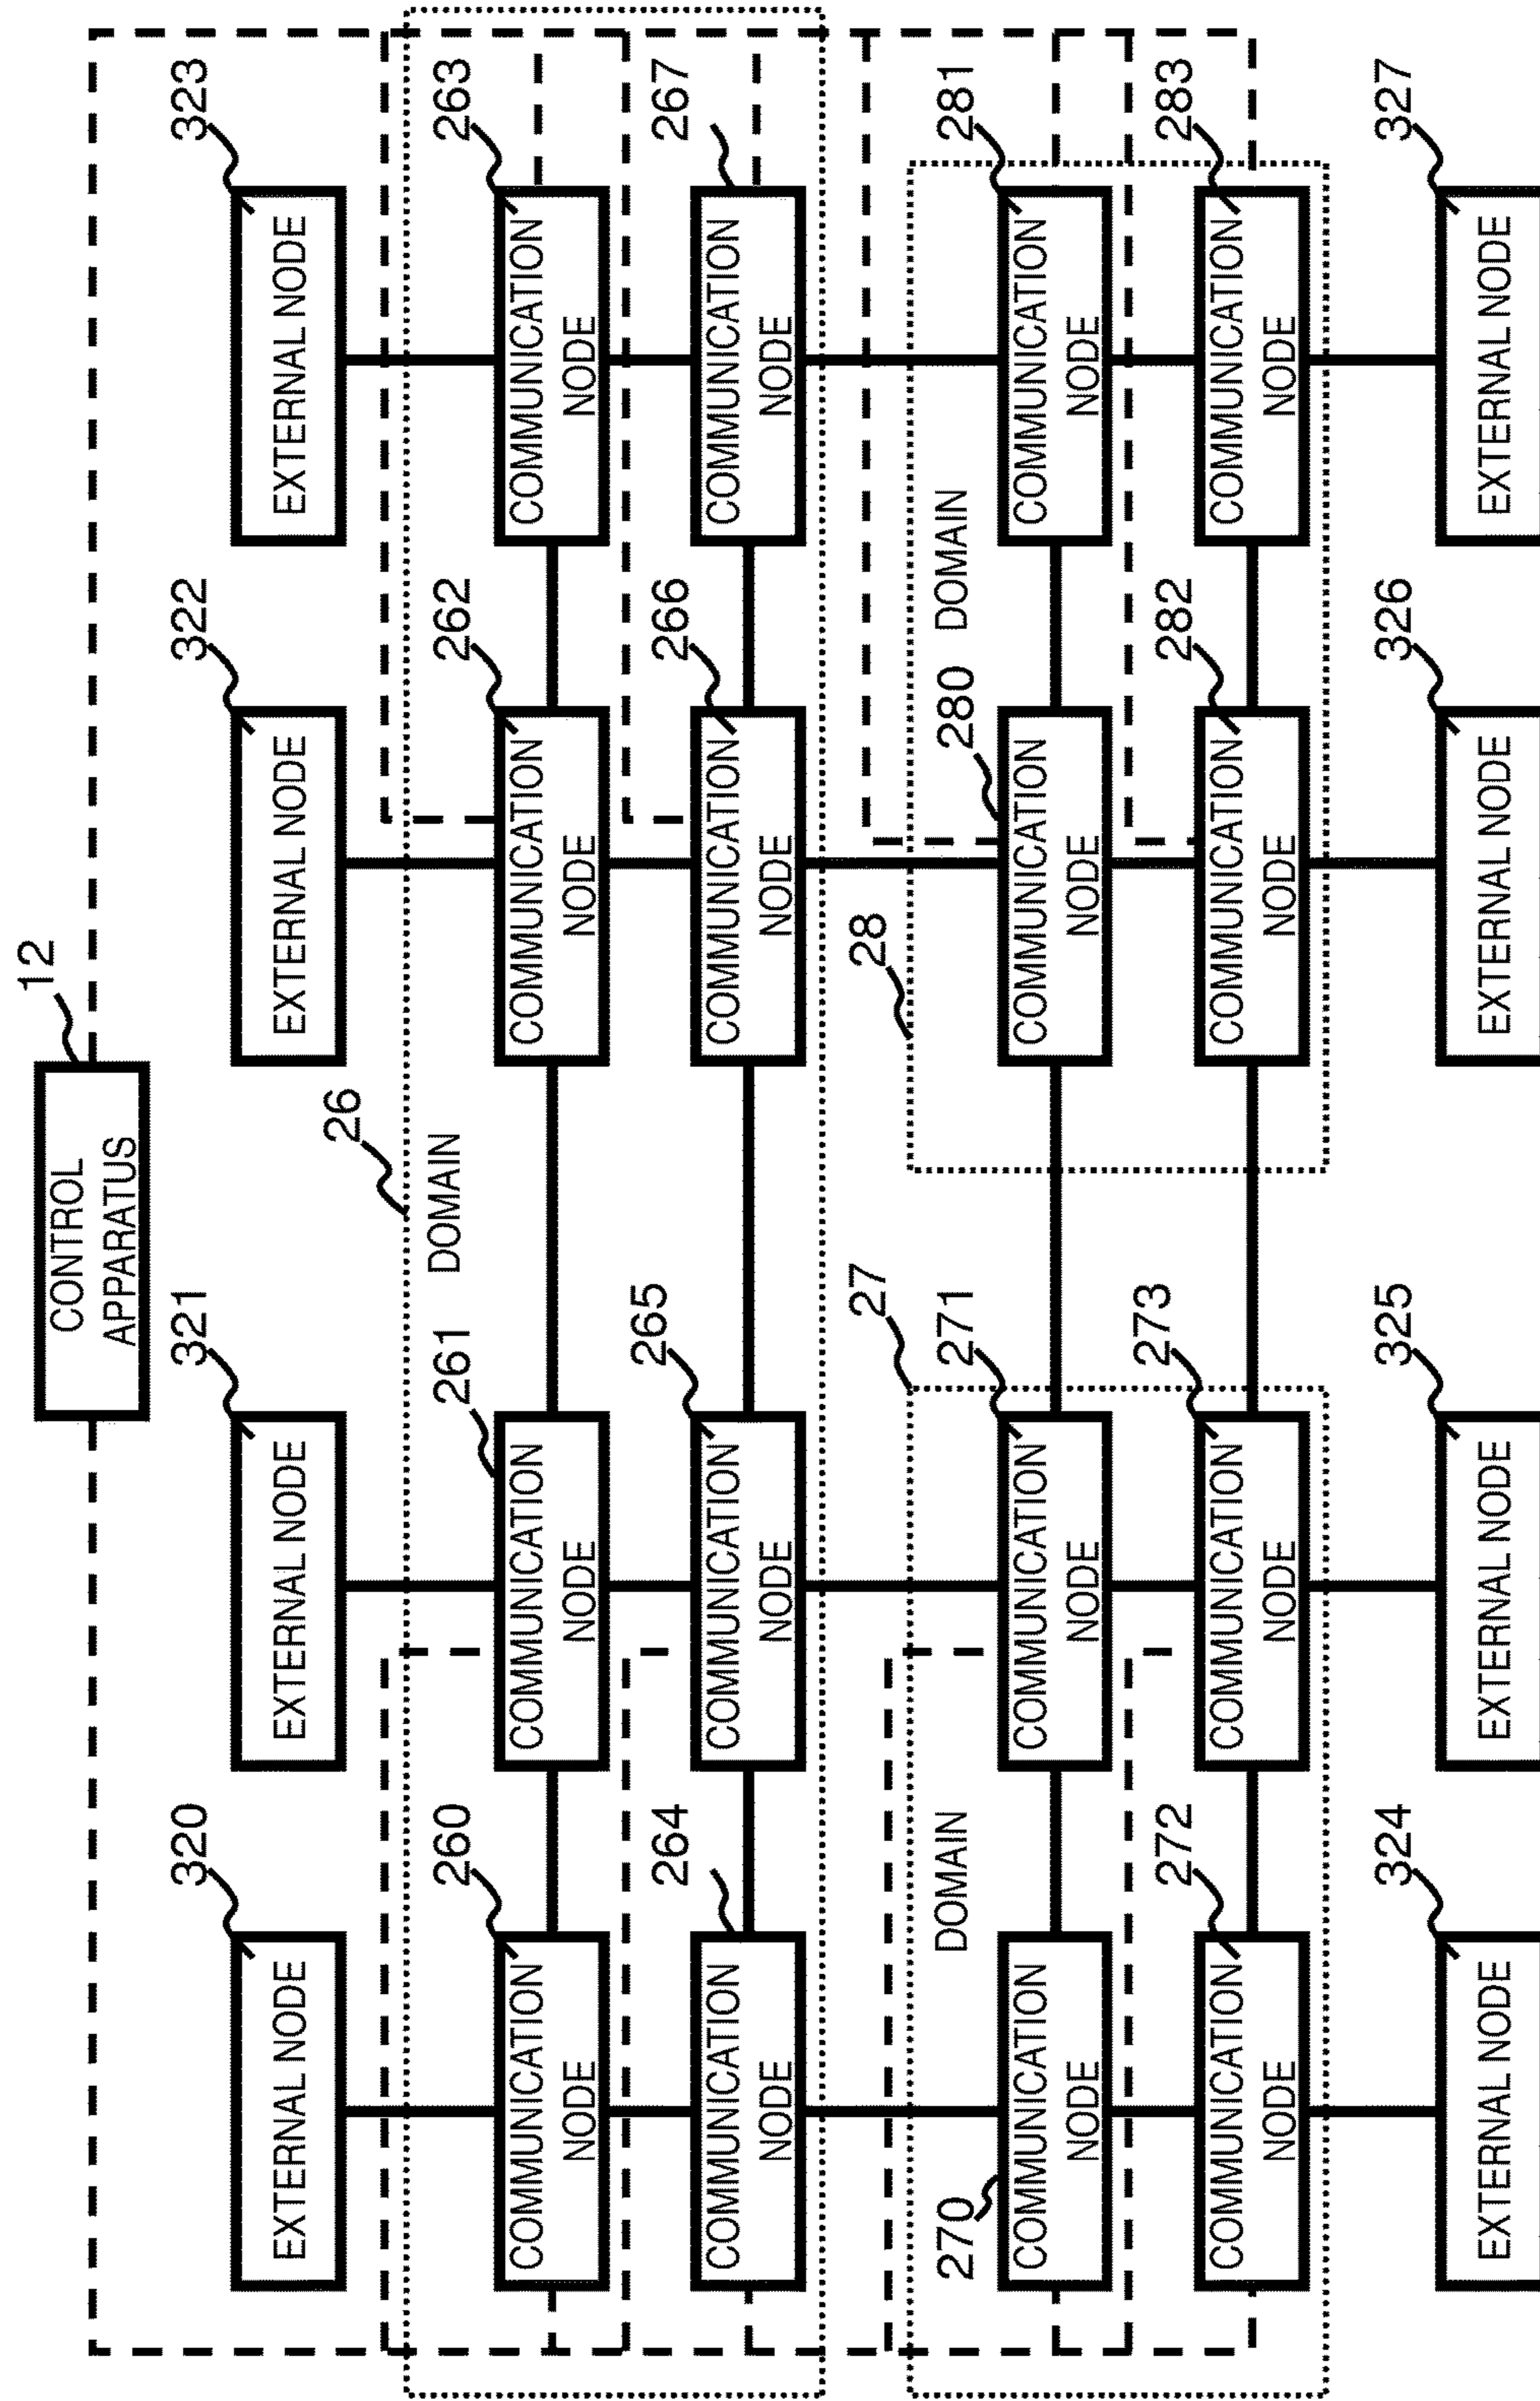 12
CONTROL
APPARATUS
320
EXTERNAL NODE
321
EXTERNAL NODE
322
EXTERNAL NODE
323
EXTERNAL NODE
26
DOMAIN
260
COMMUNICATION
NODE
261
COMMUNICATION
NODE
262
COMMUNICATION
NODE
263
COMMUNICATION
NODE
264
COMMUNICATION
NODE
265
COMMUNICATION
NODE
266
COMMUNICATION
NODE
267
COMMUNICATION
NODE
27
DOMAIN
28
DOMAIN
270
COMMUNICATION
NODE
271
COMMUNICATION
NODE
280
COMMUNICATION
NODE
281
COMMUNICATION
NODE
272
COMMUNICATION
NODE
273
COMMUNICATION
NODE
282
COMMUNICATION
NODE
283
COMMUNICATION
NODE
324
EXTERNAL NODE
325
EXTERNAL NODE
326
EXTERNAL NODE
327
EXTERNAL NODE